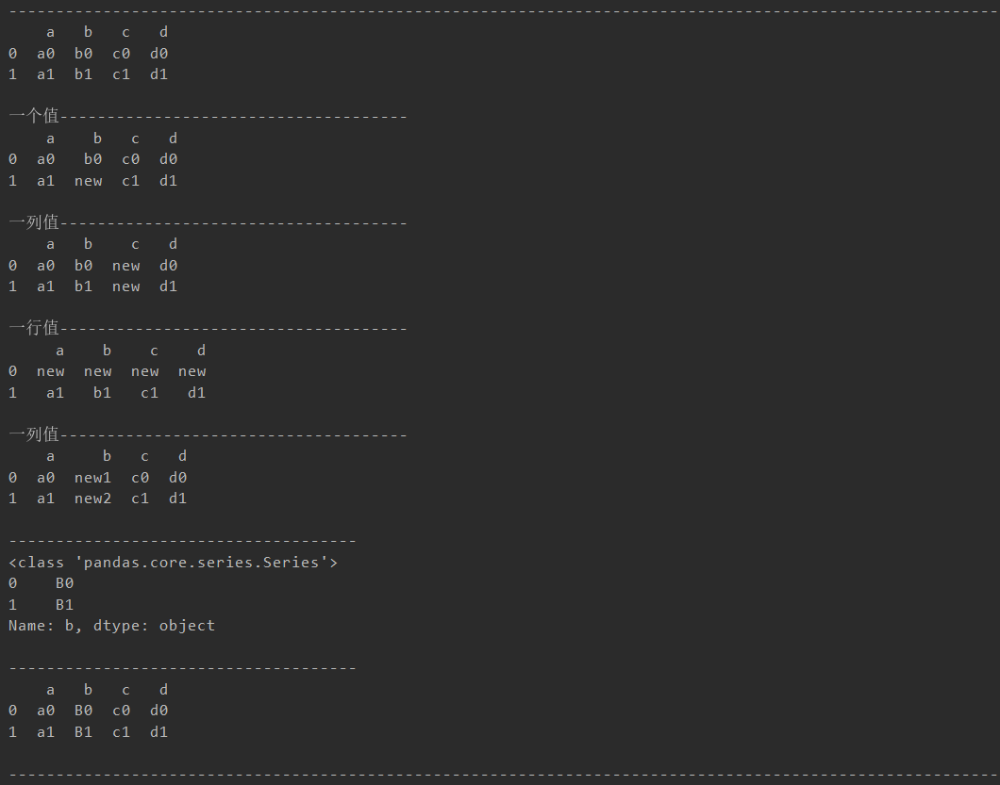 ---------------------------------------------------------------------------------------------------------
    a   b   c   d
0  a0  b0  c0  d0
1  a1  b1  c1  d1

一个值-------------------------------------
    a    b   c   d
0  a0   b0  c0  d0
1  a1  new  c1  d1

一列值-------------------------------------
    a   b    c   d
0  a0  b0  new  d0
1  a1  b1  new  d1

一行值-------------------------------------
     a    b    c    d
0  new  new  new  new
1   a1   b1   c1   d1

一列值-------------------------------------
    a     b   c   d
0  a0  new1  c0  d0
1  a1  new2  c1  d1

-------------------------------------
<class 'pandas.core.series.Series'>
0    B0
1    B1
Name: b, dtype: object

-------------------------------------
    a   b   c   d
0  a0  B0  c0  d0
1  a1  B1  c1  d1

---------------------------------------------------------------------------------------------------------